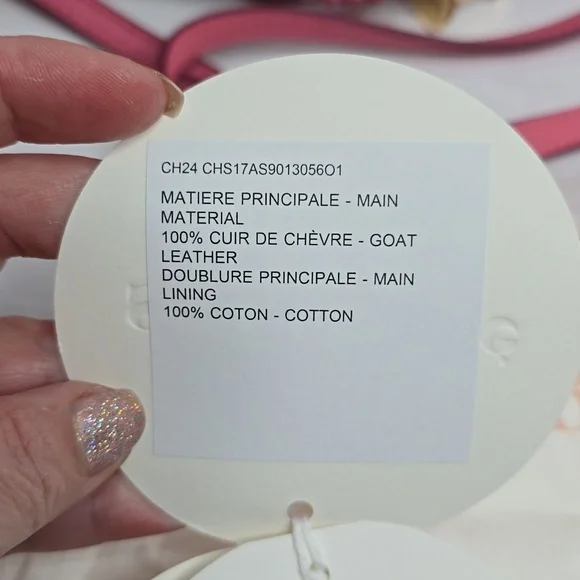 CH24 CHS17AS9013056O1
MATIERE PRINCIPALE - MAIN
MATERIAL
100% CUIR DE CHÈVRE - GOAT
LEATHER
DOUBLURE PRINCIPALE - MAIN
LINING
100% COTON - COTTON